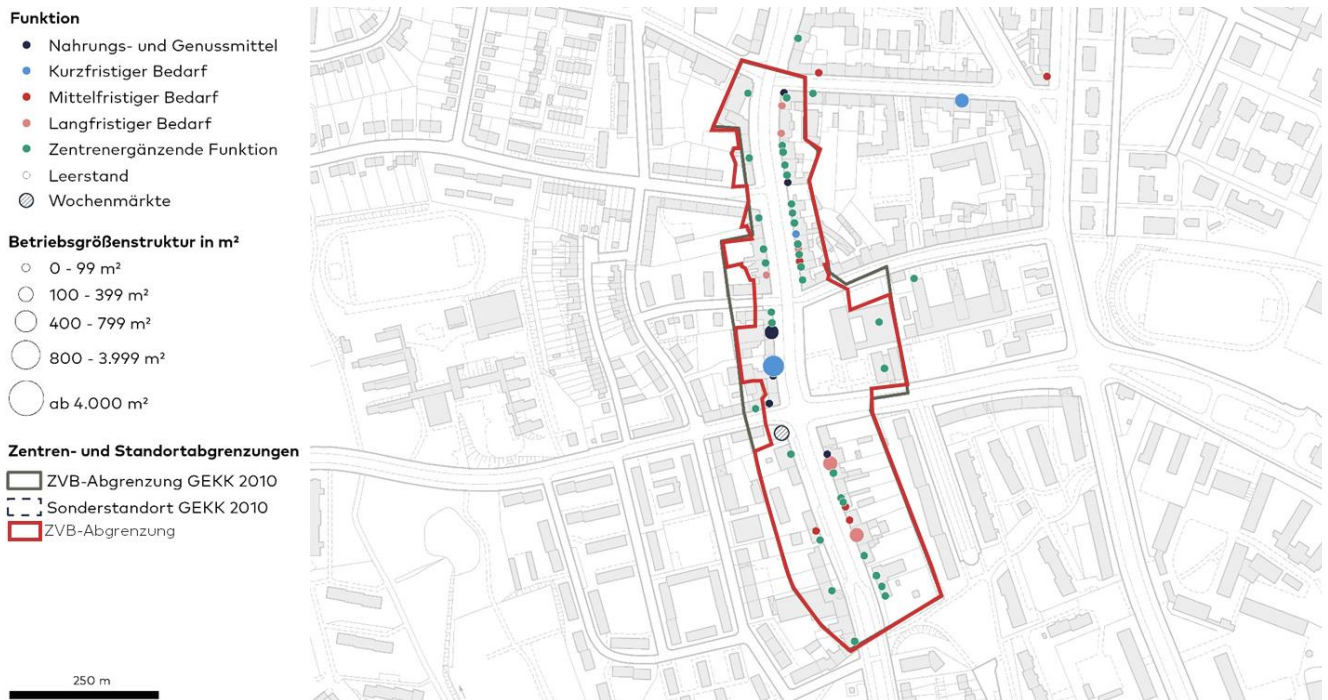 Funktion
Nahrungs- und Genussmittel
Kurzfristiger Bedarf
Mittelfristiger Bedarf
Langfristiger Bedarf
Zentrenergänzende Funktion
Leerstand
Wochenmärkte
Betriebsgrößenstruktur in m²
0 - 99 m²
100 - 399 m²
400 - 799 m²
800 - 3.999 m²
ab 4.000 m²
Zentren- und Standortabgrenzungen
ZVB-Abgrenzung GEKK 2010
Sonderstandort GEKK 2010
ZVB-Abgrenzung
250 m